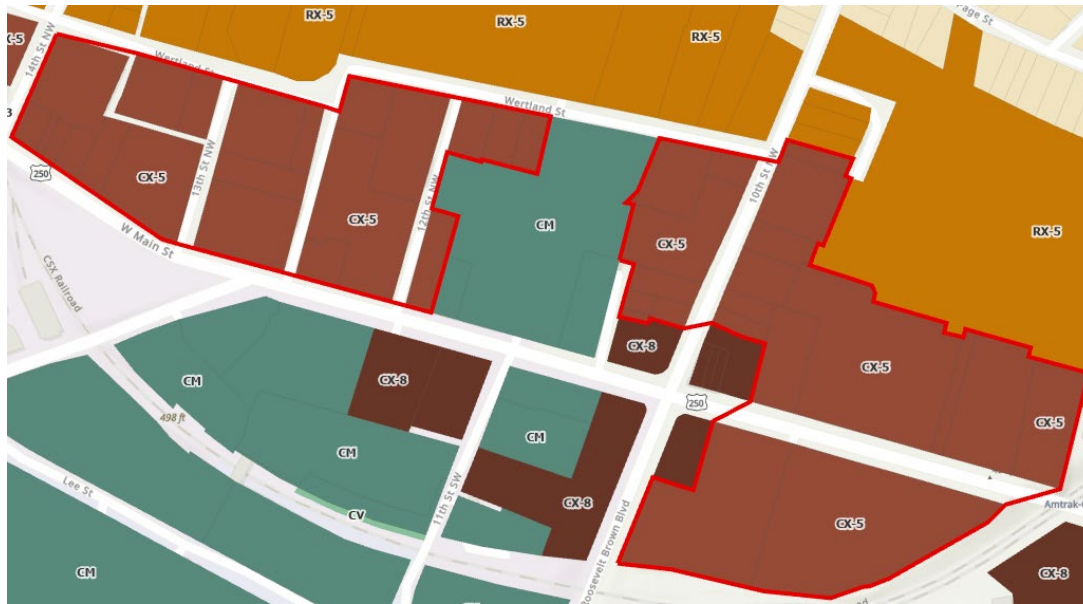 RX-5
RX-5
RX-5
Page St
X-5
14th St NW
Wertland St
Wertland St
3
250
CX-5
13th St NW
CX-5
12th St NW
CM
CX-5
10th St NW
RX-5
W Main St
CSX Railroad
CX-8
CX-5
CM
CX-8
250
CX-5
498 ft
CM
CM
Lee St
11th St SW
CX-8
Roosevelt Brown Blvd
CX-5
Amtrak-
CV
CM
CX-8